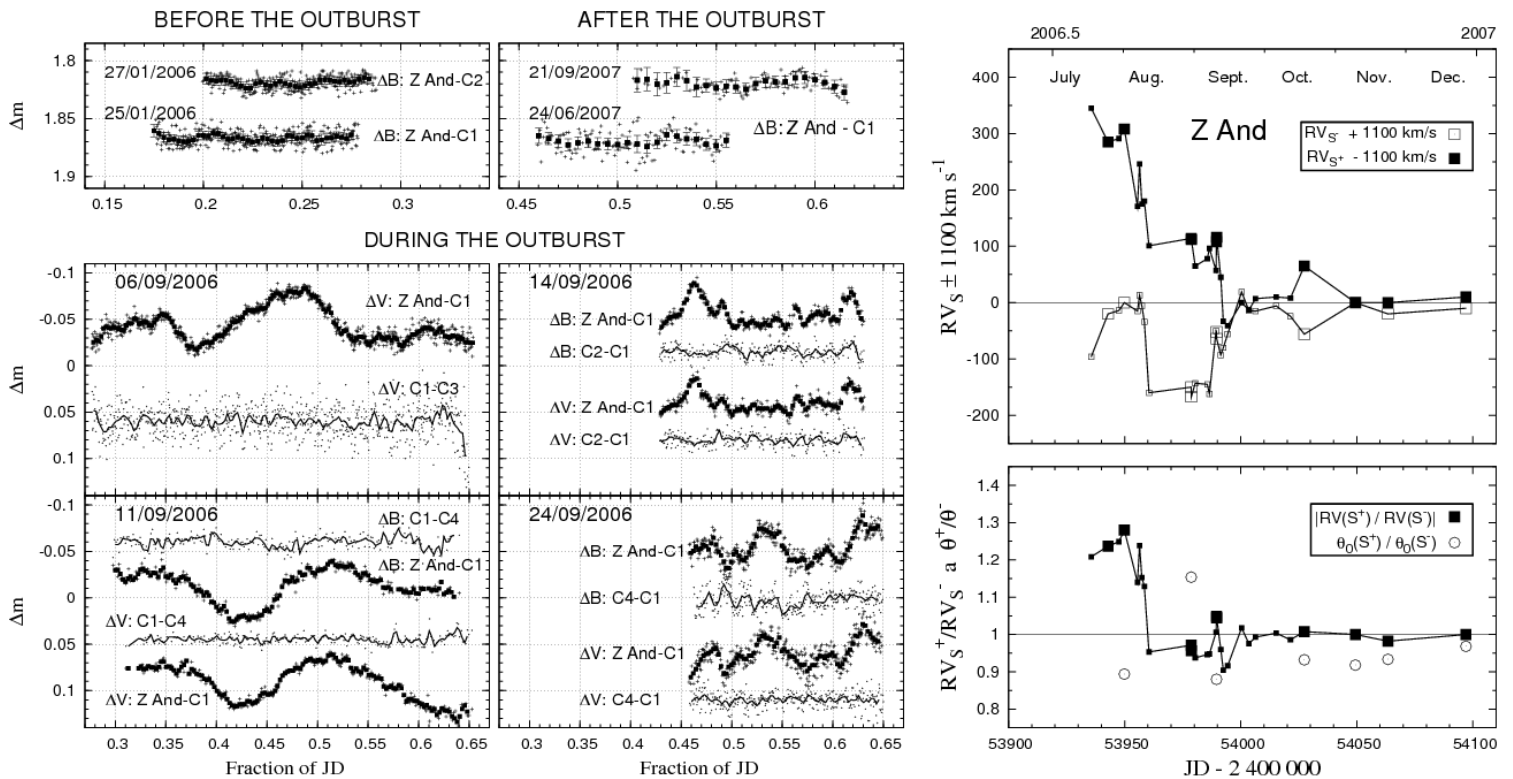 BEFORE THE OUTBURST
AFTER THE OUTBURST
Δm
1.8
1.85
1.9
27/01/2006
ΔB: Z And-C2
25/01/2006
ΔB: Z And-C1
0.15
0.2
0.25
0.3
21/09/2007
24/06/2007
ΔB: Z And - C1
0.45
0.5
0.55
0.6
DURING THE OUTBURST
Δm
-0.1
-0.05
0
0.05
0.1
06/09/2006
ΔV: Z And-C1
ΔV: C1-C3
14/09/2006
ΔB: Z And-C1
ΔB: C2-C1
ΔV: Z And-C1
ΔV: C2-C1
Δm
-0.1
-0.05
0
0.05
0.1
11/09/2006
ΔB: C1-C4
ΔB: Z And-C1
ΔV: C1-C4
ΔV: Z And-C1
24/09/2006
ΔB: Z And-C1
ΔB: C4-C1
ΔV: Z And-C1
ΔV: C4-C1
0.3
0.35
0.4
0.45
0.5
0.55
0.6
0.65
Fraction of JD
0.3
0.35
0.4
0.45
0.5
0.55
0.6
0.65
Fraction of JD
2006.5
2007
July
Aug.
Sept.
Oct.
Nov.
Dec.
RV_S ± 1100 km s^-1
400
300
200
100
0
-100
-200
Z And
RV_S^- + 1100 km/s
RV_S^+ - 1100 km/s
RV_S^+/RV_S^- a θ^+/θ^-
1.4
1.3
1.2
1.1
1
0.9
0.8
|RV(S^+) / RV(S^-)|
θ_0(S^+) / θ_0(S^-)
53900
53950
54000
54050
54100
JD - 2 400 000